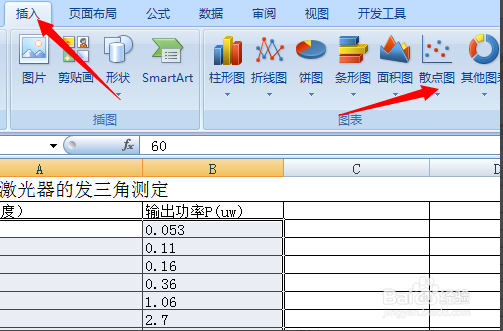 插入 页面布局 公式 数据 审阅 视图 开发工具
图片 剪贴画 形状 SmartArt 柱形图 折线图 饼图 条形图 面积图 散点图 其他图表
插图 图表
fx 60
A B C D
激光器的发三角测定
度) 输出功率P(uw)
0.053
0.11
0.16
0.36
1.06
2.7
Baidu经验